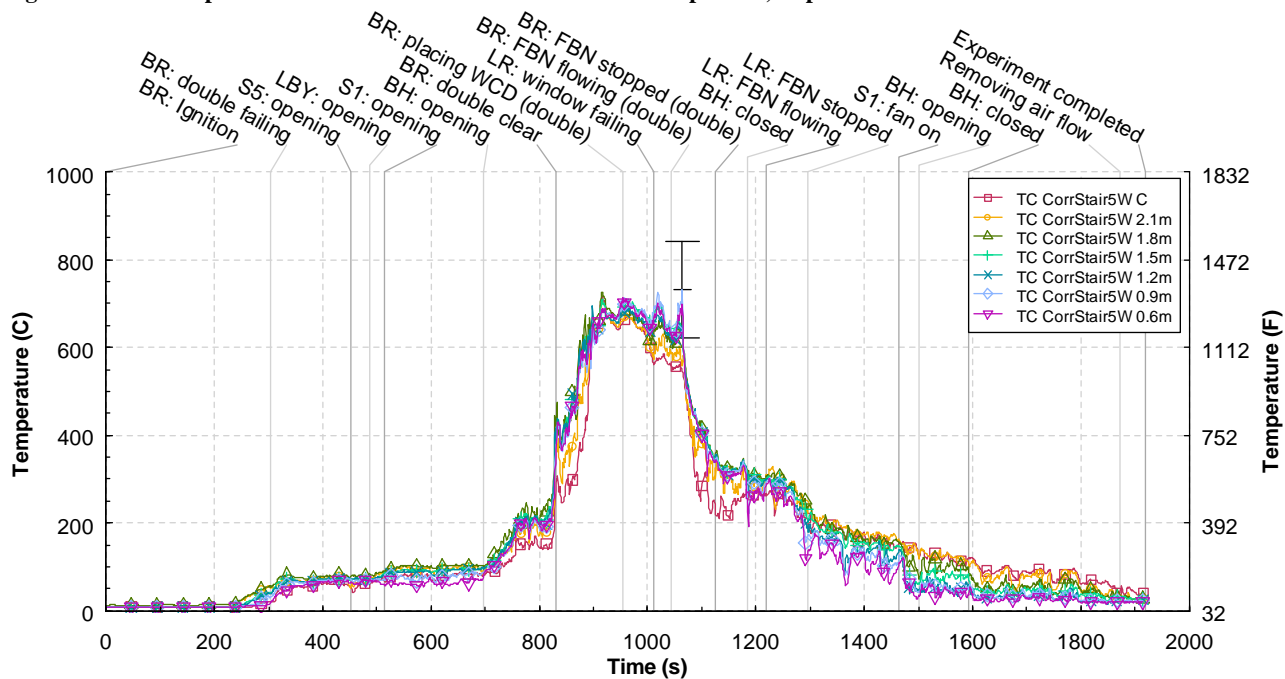 BR: Ignition
BR: double failing
S5: opening
LBY: opening
S1: opening
BH: opening
BR: double clear
BR: placing WCD (double)
LR: window failing
BR: FBN flowing (double)
BR: FBN stopped (double)
BH: closed
LR: FBN flowing
LR: FBN stopped
S1: fan on
BH: opening
BH: closed
Removing air flow
Experiment completed
1000
800
600
400
200
0
Temperature (C)
1832
1472
1112
752
392
32
Temperature (F)
TC CorrStair5W C
TC CorrStair5W 2.1m
TC CorrStair5W 1.8m
TC CorrStair5W 1.5m
TC CorrStair5W 1.2m
TC CorrStair5W 0.9m
TC CorrStair5W 0.6m
0 200 400 600 800 1000 1200 1400 1600 1800 2000
Time (s)